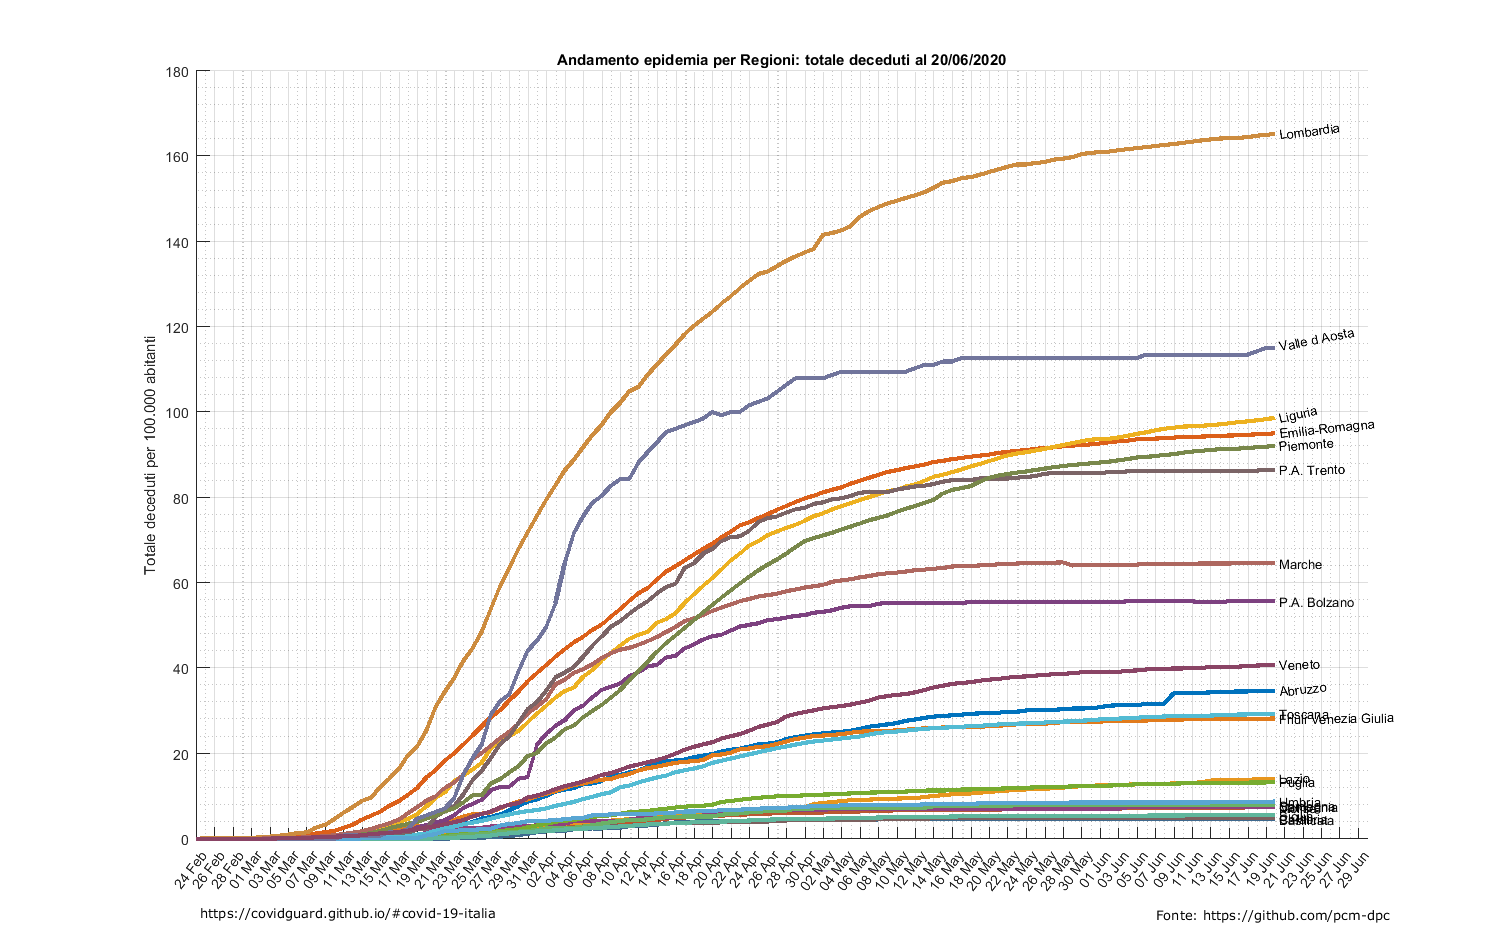 Andamento epidemia per Regioni: totale deceduti al 20/06/2020
Totale deceduti per 100.000 abitanti
180
160
140
120
100
80
60
40
20
0
Lombardia
Valle d Aosta
Liguria
Emilia-Romagna
Piemonte
P.A. Trento
Marche
P.A. Bolzano
Veneto
Abruzzo
Toscana
Friuli Venezia Giulia
Lazio
Puglia
Umbria
Basilicata
24 Feb
26 Feb
28 Feb
01 Mar
03 Mar
05 Mar
07 Mar
09 Mar
11 Mar
13 Mar
15 Mar
17 Mar
19 Mar
21 Mar
23 Mar
25 Mar
27 Mar
29 Mar
31 Mar
02 Apr
04 Apr
06 Apr
08 Apr
10 Apr
12 Apr
14 Apr
16 Apr
18 Apr
20 Apr
22 Apr
24 Apr
26 Apr
28 Apr
30 Apr
02 May
04 May
06 May
08 May
10 May
12 May
14 May
16 May
18 May
20 May
22 May
24 May
26 May
28 May
30 May
01 Jun
03 Jun
05 Jun
07 Jun
09 Jun
11 Jun
13 Jun
15 Jun
17 Jun
19 Jun
21 Jun
23 Jun
25 Jun
27 Jun
29 Jun
https://covidguard.github.io/#covid-19-italia
Fonte: https://github.com/pcm-dpc